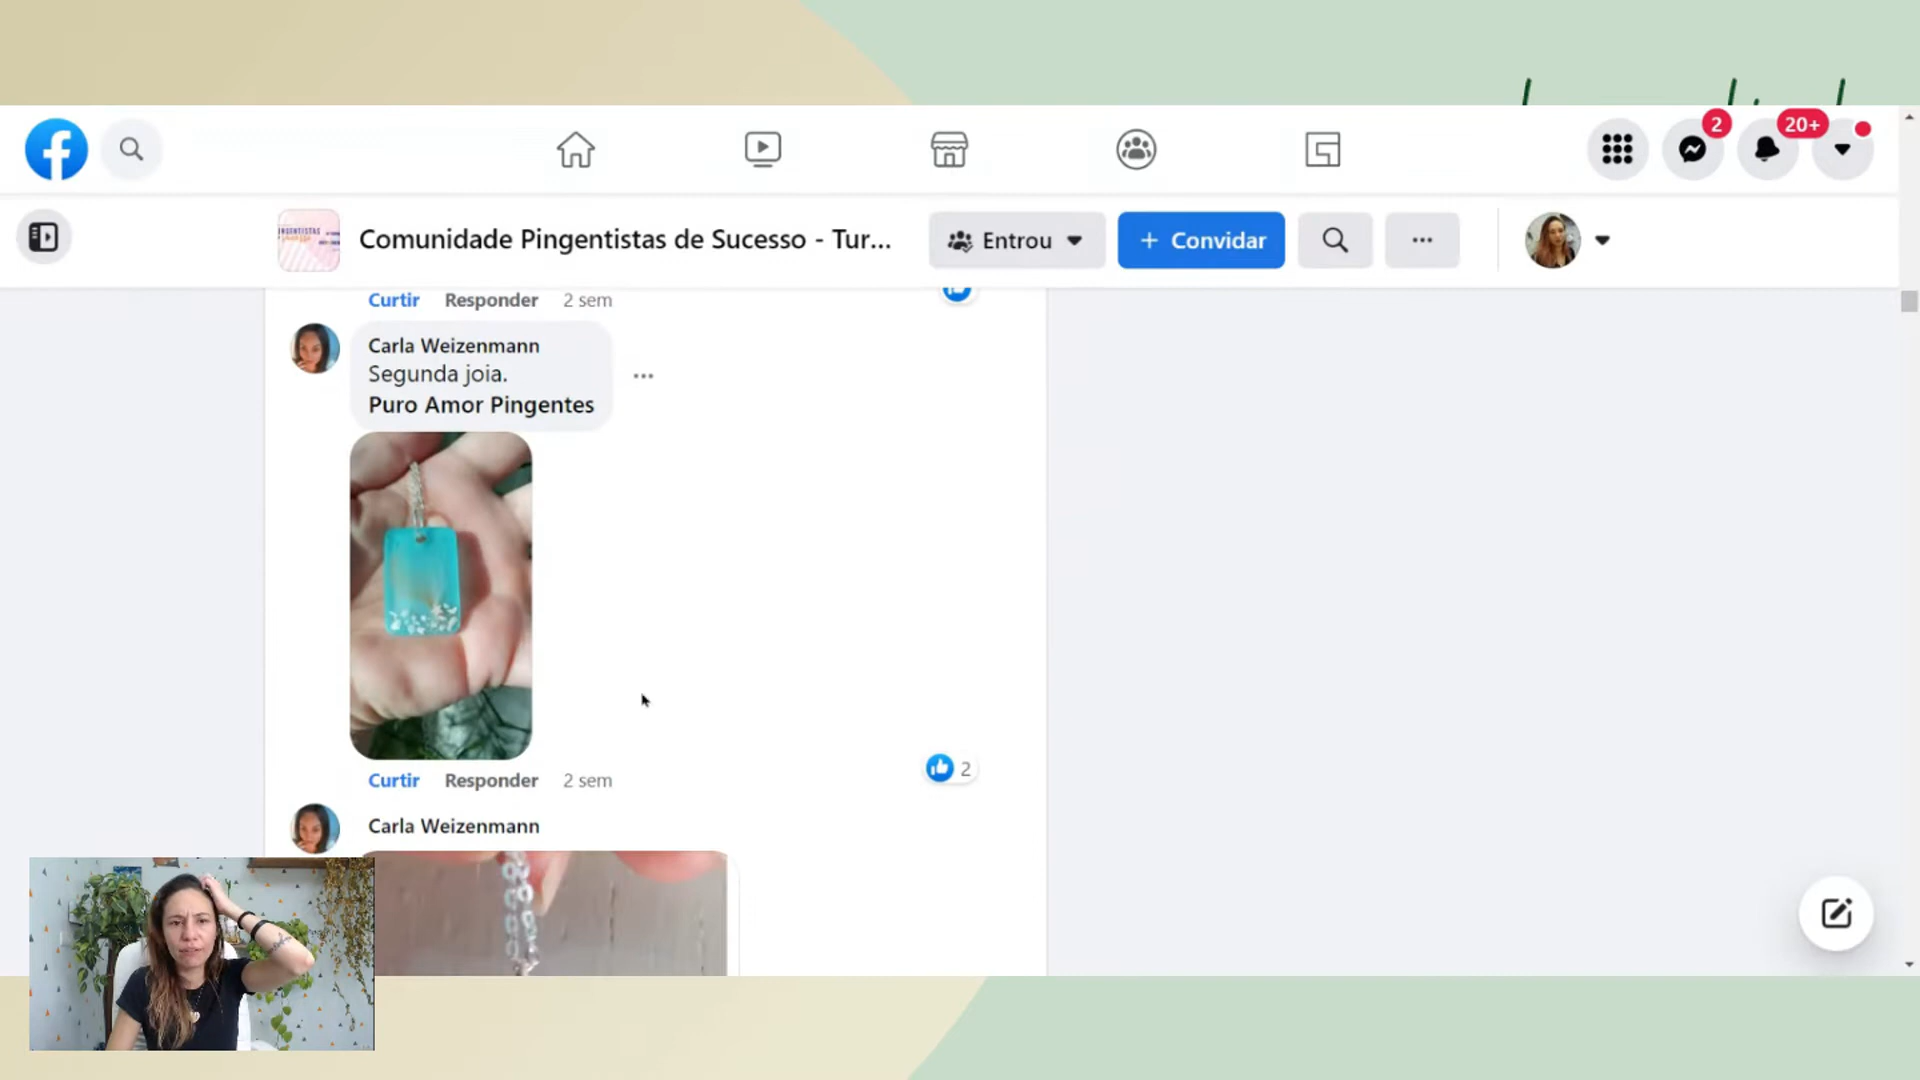 2
20+
Comunidade Pingentistas de Sucesso - Tur...
Entrou
+ Convidar
Curtir Responder 2 sem
Carla Weizenmann
Segunda joia.
Puro Amor Pingentes
Curtir Responder 2 sem
2
Carla Weizenmann